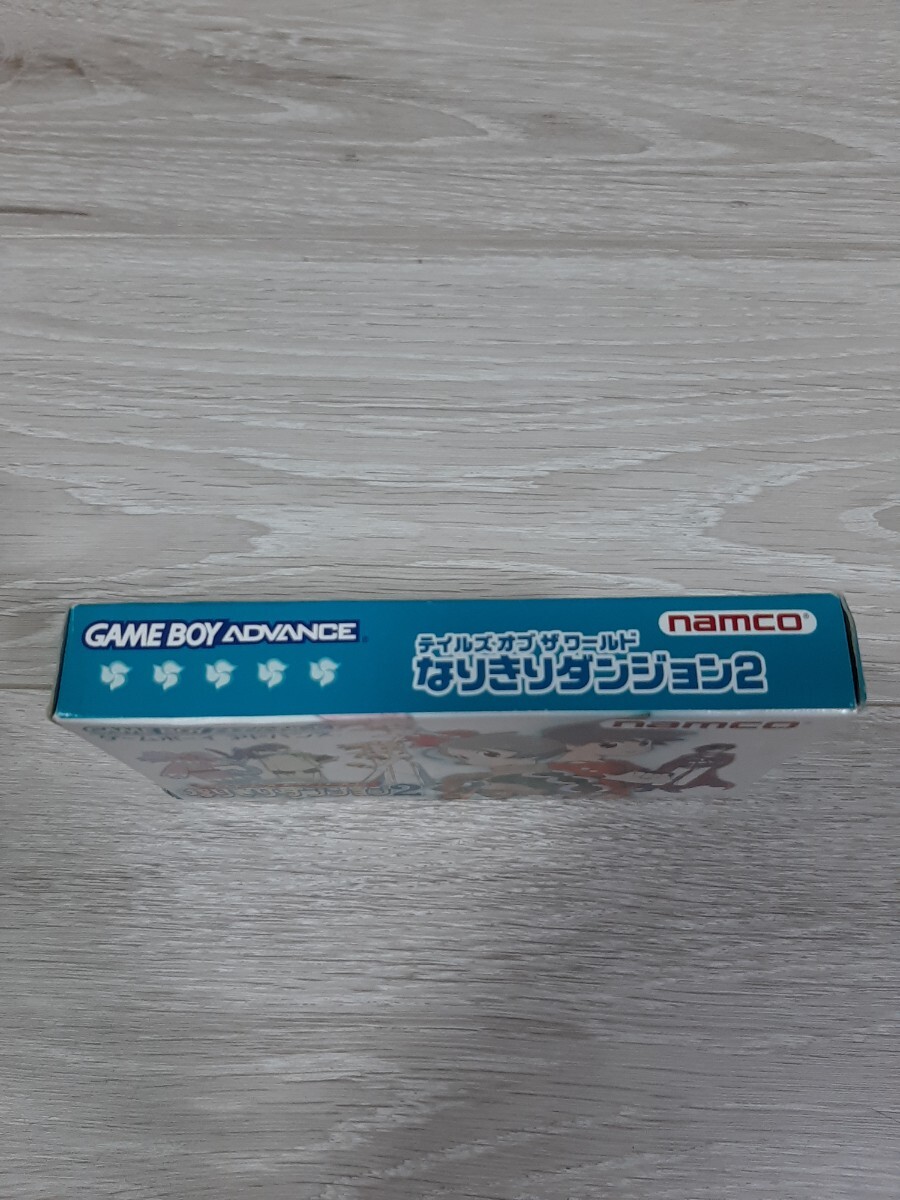 GAME BOY ADVANCE
テイルズ オブ ザ ワールド
なりきりダンジョン2
namco®
namco